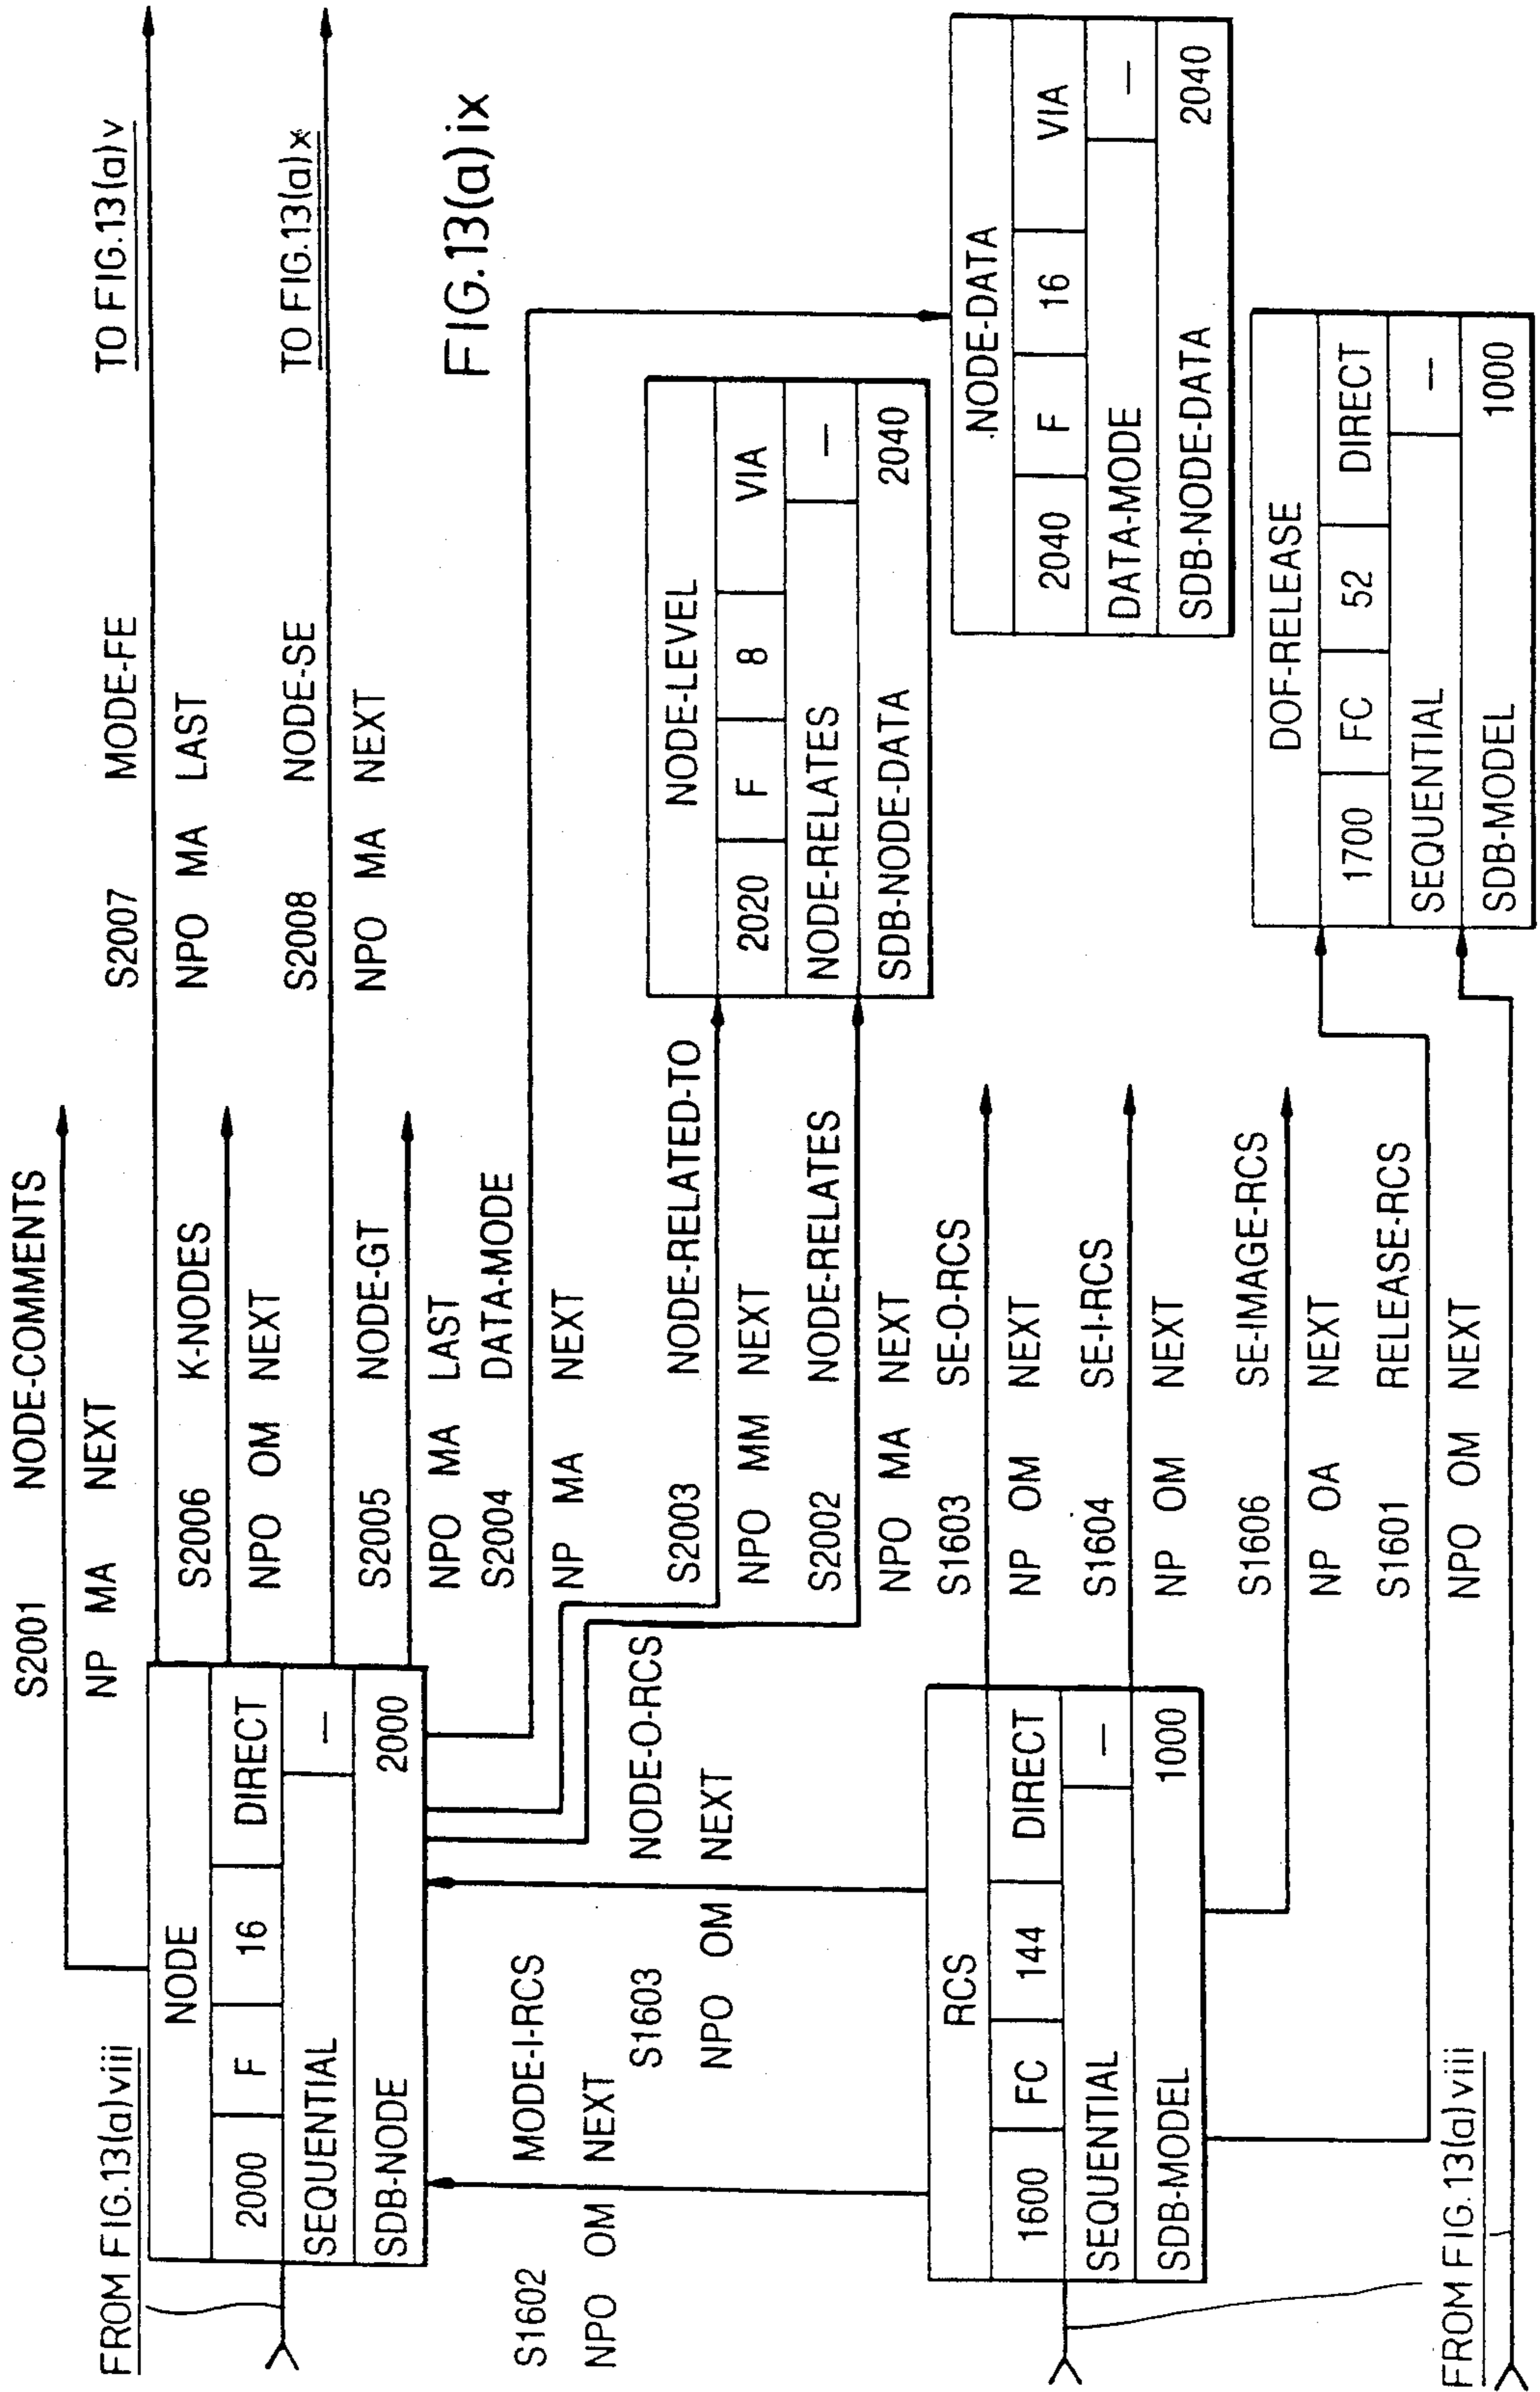 S2001 NODE-COMMENTS
NP MA NEXT
TO FIG.13(a) v
S2007 MODE-FE
NPO MA LAST
S2006 K-NODES
NPO OM NEXT
TO FIG.13(a) x
S2008 NODE-SE
NPO MA NEXT
S2005 NODE-GT
NPO MA LAST
S2004 DATA-MODE
NP MA NEXT
FIG.13(a) ix
FROM FIG.13(a) viii
NODE
2000 F 16 DIRECT
SEQUENTIAL —
SDB-NODE 2000
S2003 NODE-RELATED-TO
NPO MM NEXT
S2002 NODE-RELATES
NPO MA NEXT
NODE-LEVEL
2020 F 8 VIA
NODE-RELATES —
SDB-NODE-DATA 2040
NODE-DATA
2040 F 16 VIA
DATA-MODE —
SDB-NODE-DATA 2040
S1602 MODE-I-RCS
NPO OM NEXT
S1603 NODE-O-RCS
NPO OM NEXT
RCS
1600 FC 144 DIRECT
SEQUENTIAL —
SDB-MODEL 1000
S1603 SE-O-RCS
NP OM NEXT
S1604 SE-I-RCS
NP OM NEXT
S1606 SE-IMAGE-RCS
NP OA NEXT
S1601 RELEASE-RCS
NPO OM NEXT
DOF-RELEASE
1700 FC 52 DIRECT
SEQUENTIAL —
SDB-MODEL 1000
FROM FIG.13(a) viii